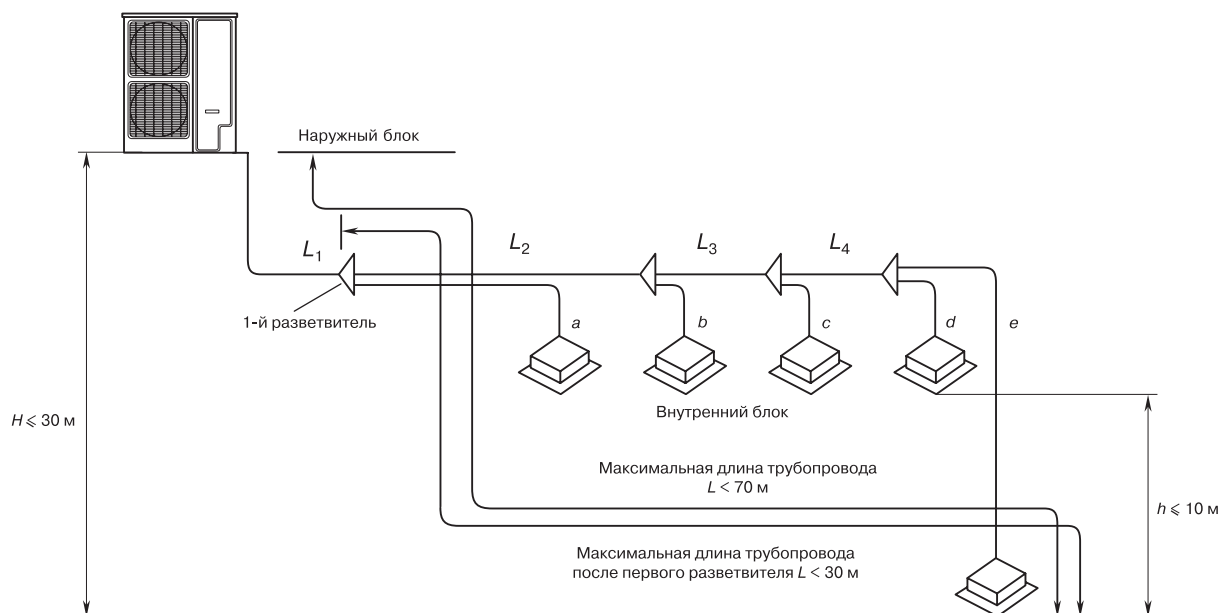 Наружный блок
L1
L2
L3
L4
1-й разветвитель
a
b
c
d
e
Внутренний блок
H ⩽ 30 м
Максимальная длина трубопровода
L < 70 м
h ⩽ 10 м
Максимальная длина трубопровода
после первого разветвителя L < 30 м